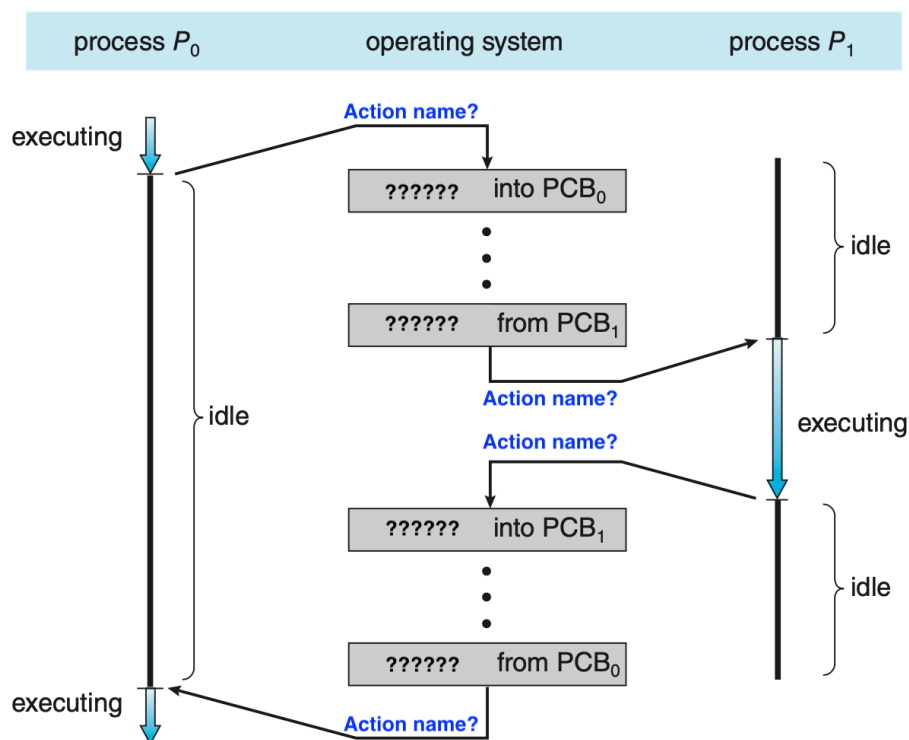 process P₀ operating system process P₁
Action name?
executing
?????? into PCB₀
idle
?????? from PCB₁
Action name?
idle
executing
Action name?
?????? into PCB₁
idle
?????? from PCB₀
executing
Action name?